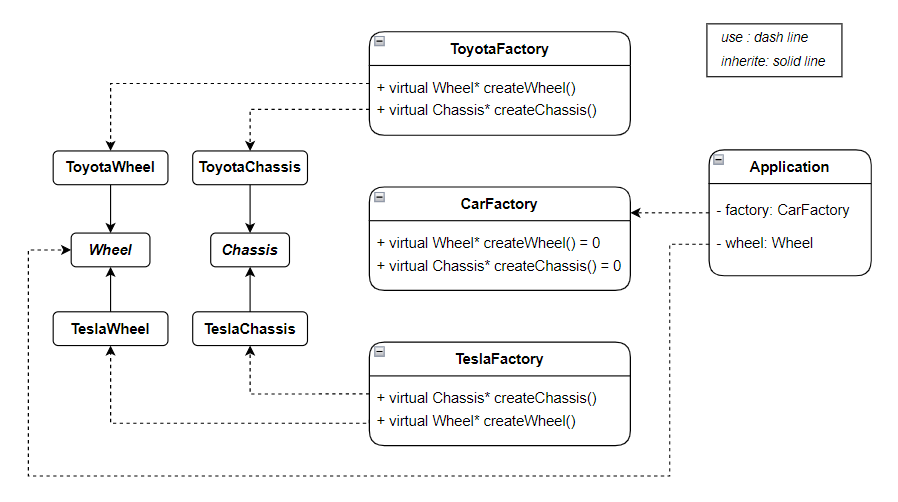 ToyotaFactory
+ virtual Wheel* createWheel()
+ virtual Chassis* createChassis()
use : dash line
inherite: solid line
ToyotaWheel
ToyotaChassis
Application
- factory: CarFactory
- wheel: Wheel
CarFactory
+ virtual Wheel* createWheel() = 0
+ virtual Chassis* createChassis() = 0
Wheel
Chassis
TeslaWheel
TeslaChassis
TeslaFactory
+ virtual Chassis* createChassis()
+ virtual Wheel* createWheel()